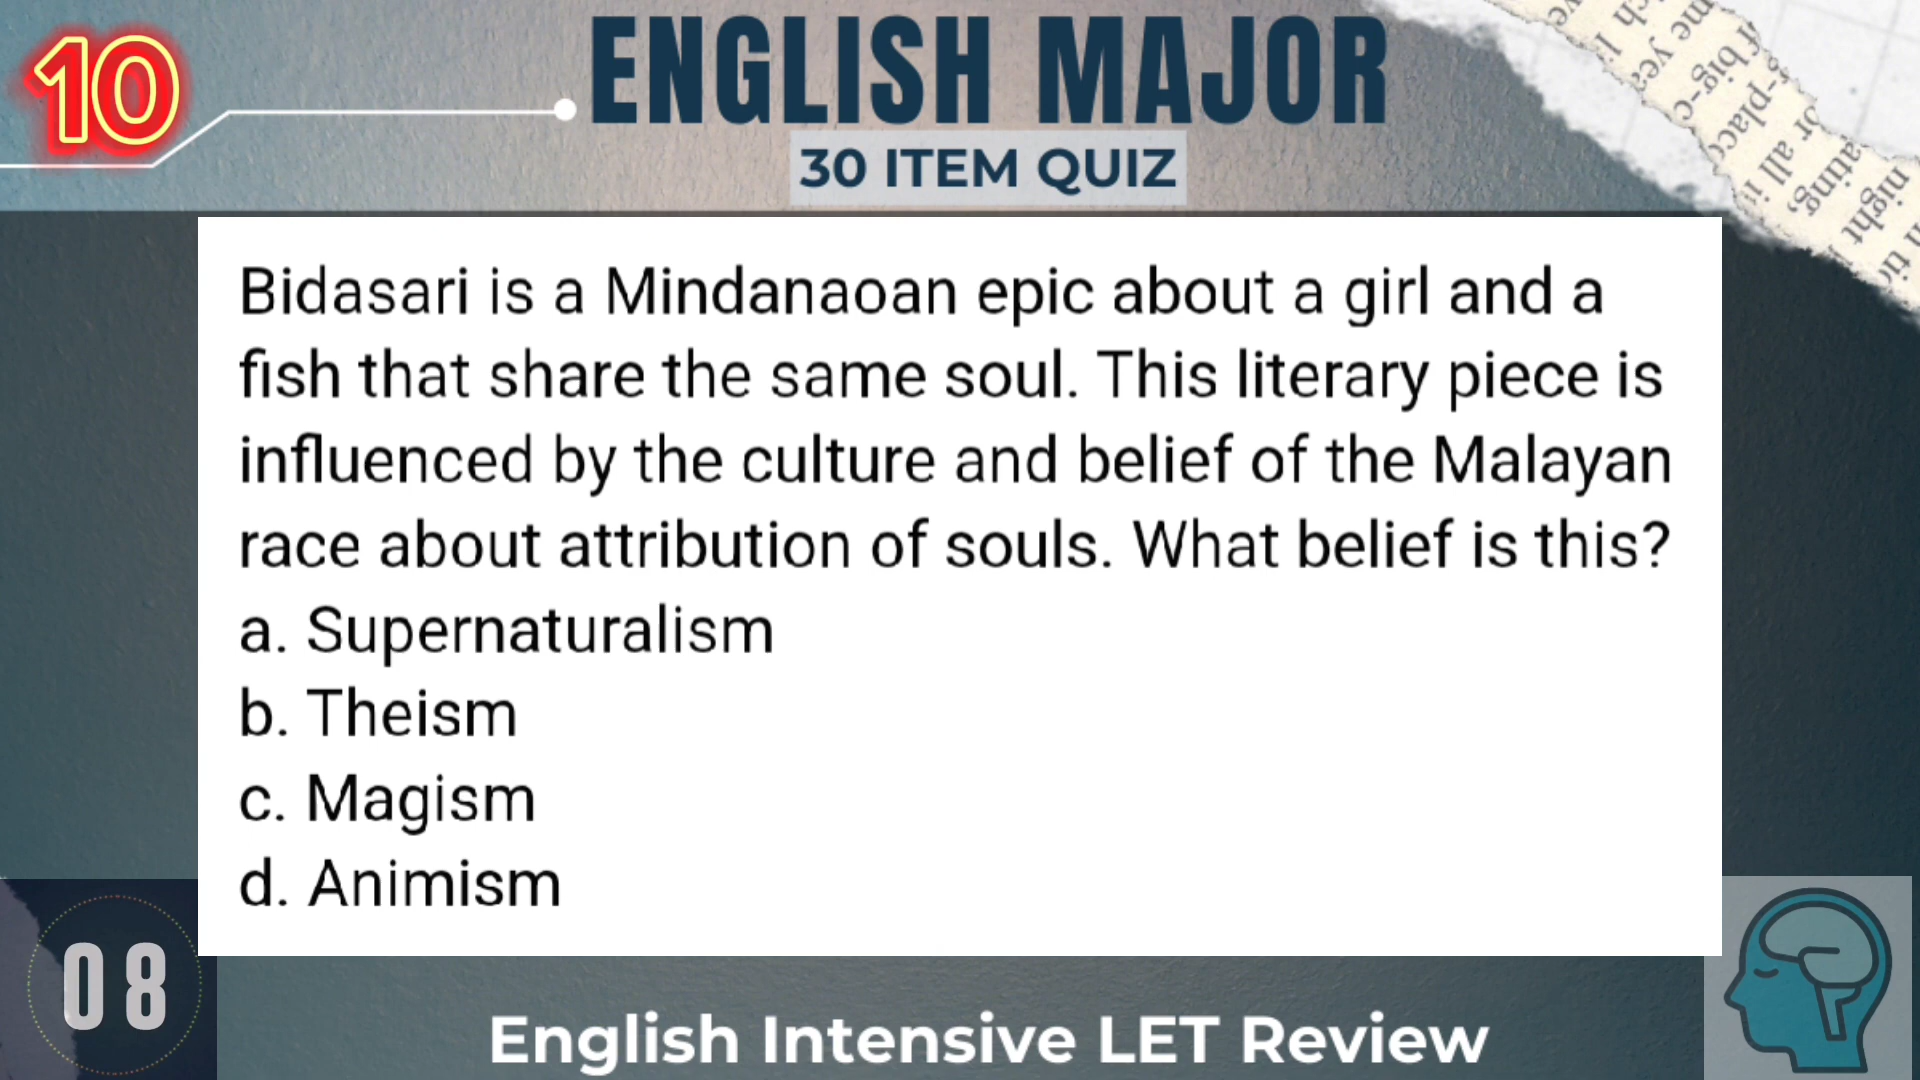 10
ENGLISH MAJOR
30 ITEM QUIZ
Bidasari is a Mindanaoan epic about a girl and a
fish that share the same soul. This literary piece is
influenced by the culture and belief of the Malayan
race about attribution of souls. What belief is this?
a. Supernaturalism
b. Theism
c. Magism
d. Animism
08
English Intensive LET Review